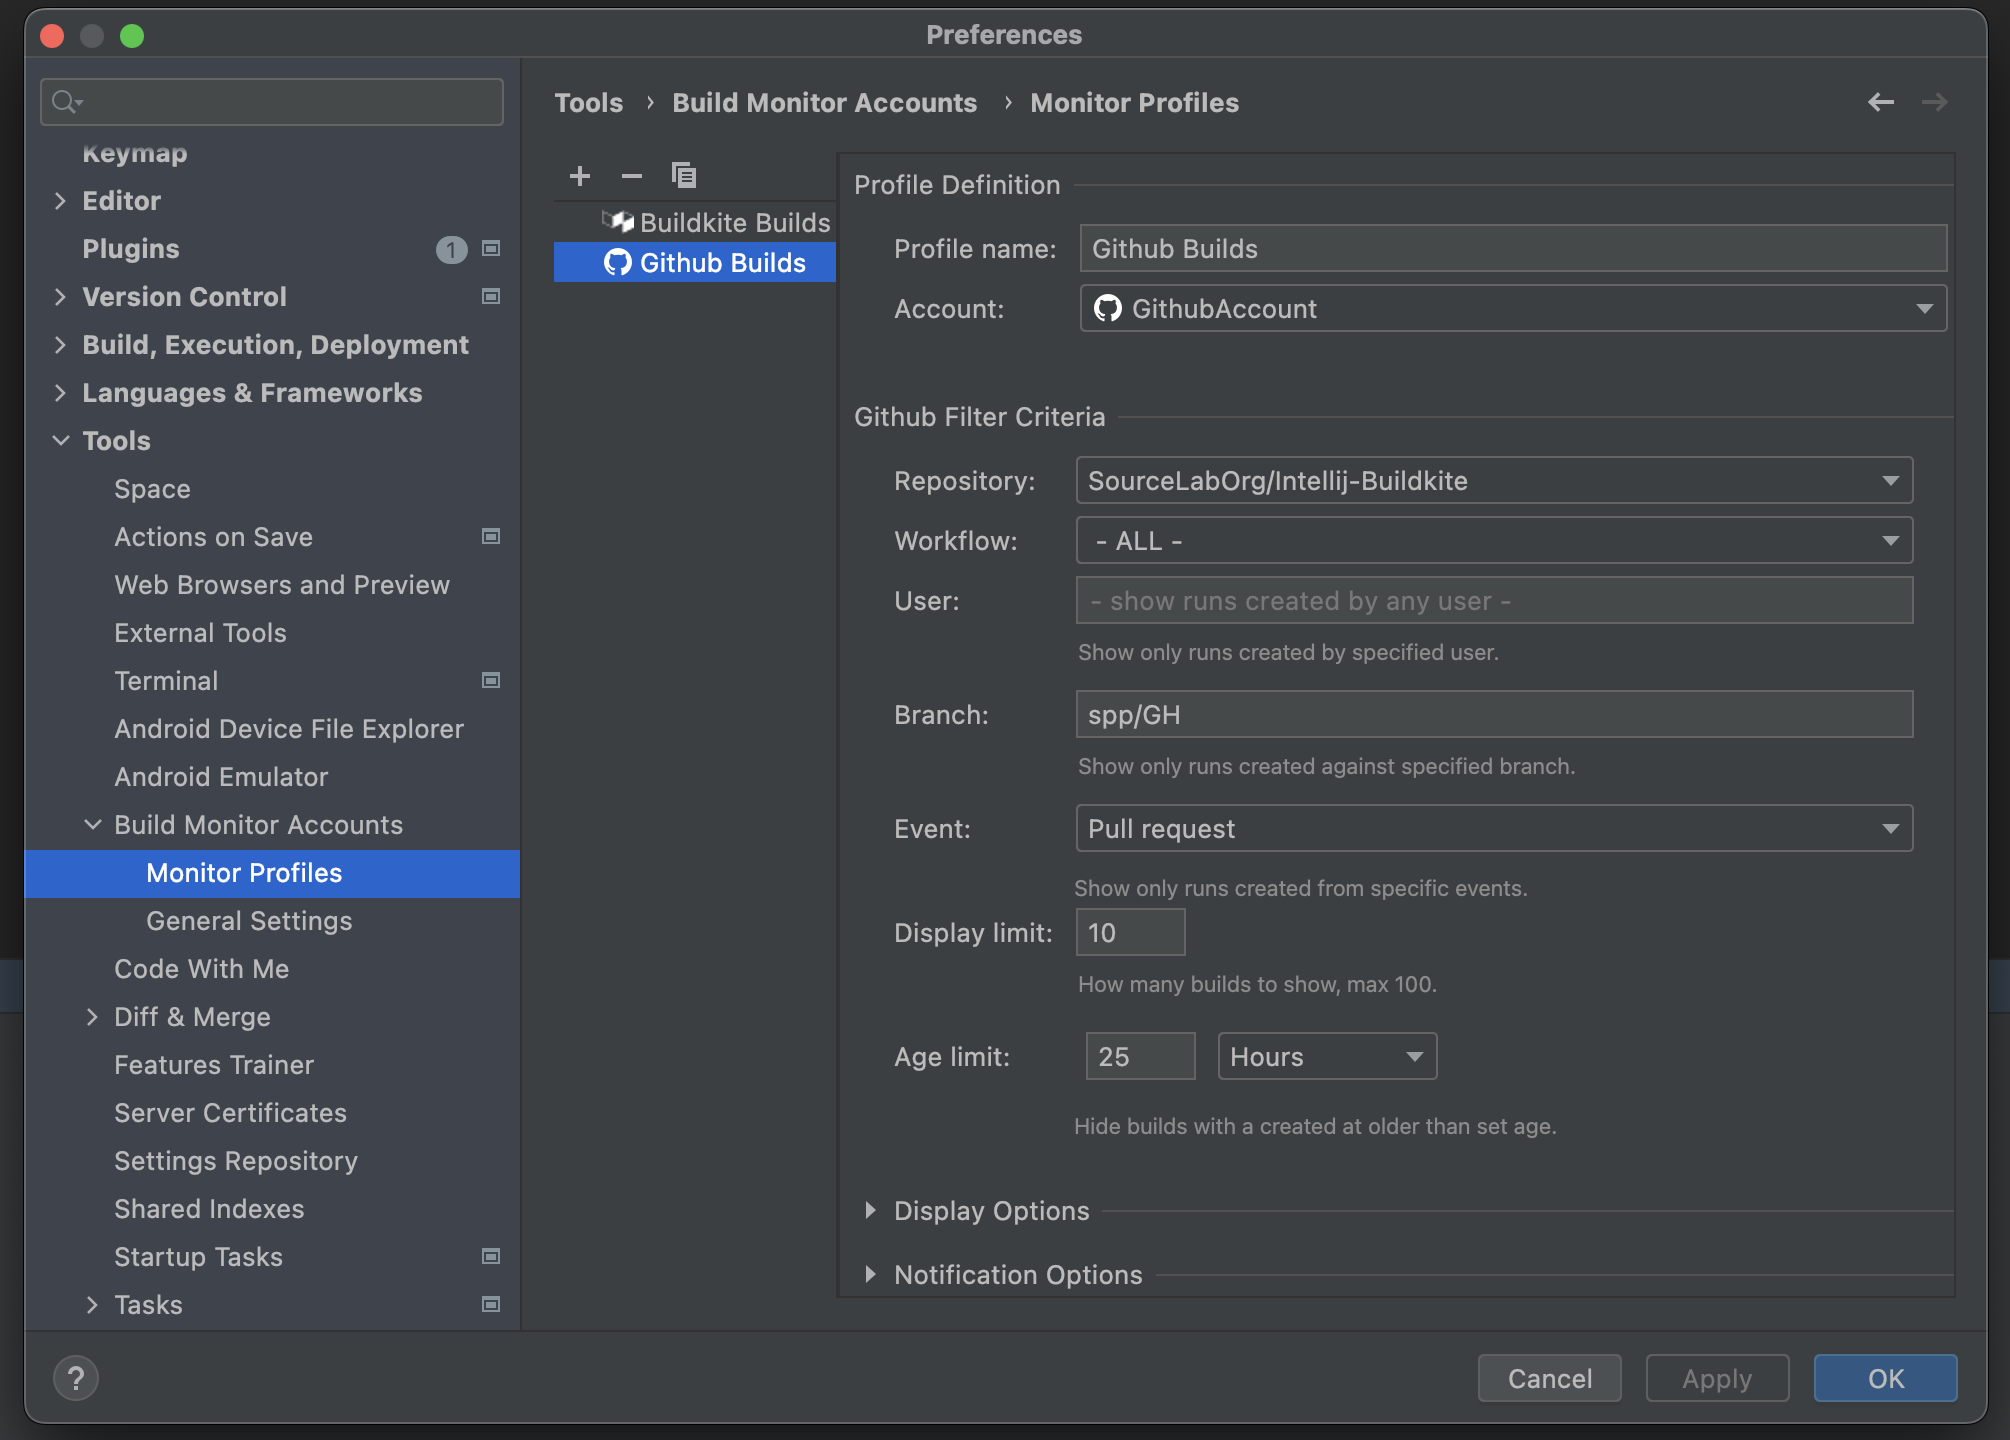 Preferences
Keymap
Editor
Plugins 1
Version Control
Build, Execution, Deployment
Languages & Frameworks
Tools
Space
Actions on Save
Web Browsers and Preview
External Tools
Terminal
Android Device File Explorer
Android Emulator
Build Monitor Accounts
Monitor Profiles
General Settings
Code With Me
Diff & Merge
Features Trainer
Server Certificates
Settings Repository
Shared Indexes
Startup Tasks
Tasks
Tools › Build Monitor Accounts › Monitor Profiles
Buildkite Builds
Github Builds
Profile Definition
Profile name: Github Builds
Account: GithubAccount
Github Filter Criteria
Repository: SourceLabOrg/Intellij-Buildkite
Workflow: - ALL -
User: - show runs created by any user -
Show only runs created by specified user.
Branch: spp/GH
Show only runs created against specified branch.
Event: Pull request
Show only runs created from specific events.
Display limit: 10
How many builds to show, max 100.
Age limit: 25 Hours
Hide builds with a created at older than set age.
Display Options
Notification Options
? Cancel Apply OK